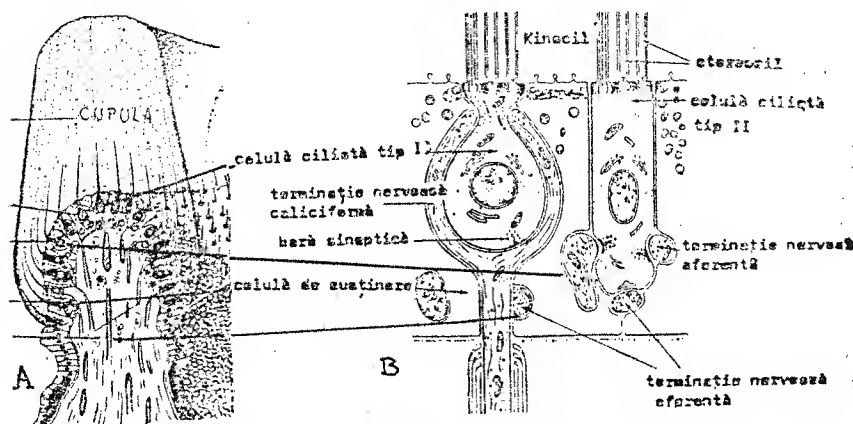 CUPULA
A
Kinocil
stereocil
celulă ciliată
tip II
celulă ciliată tip I
terminație nervoasă
caliciformă
bară sinaptică
celulă de susținere
terminație nervoasă
aferentă
terminație nervoasă
eferentă
B